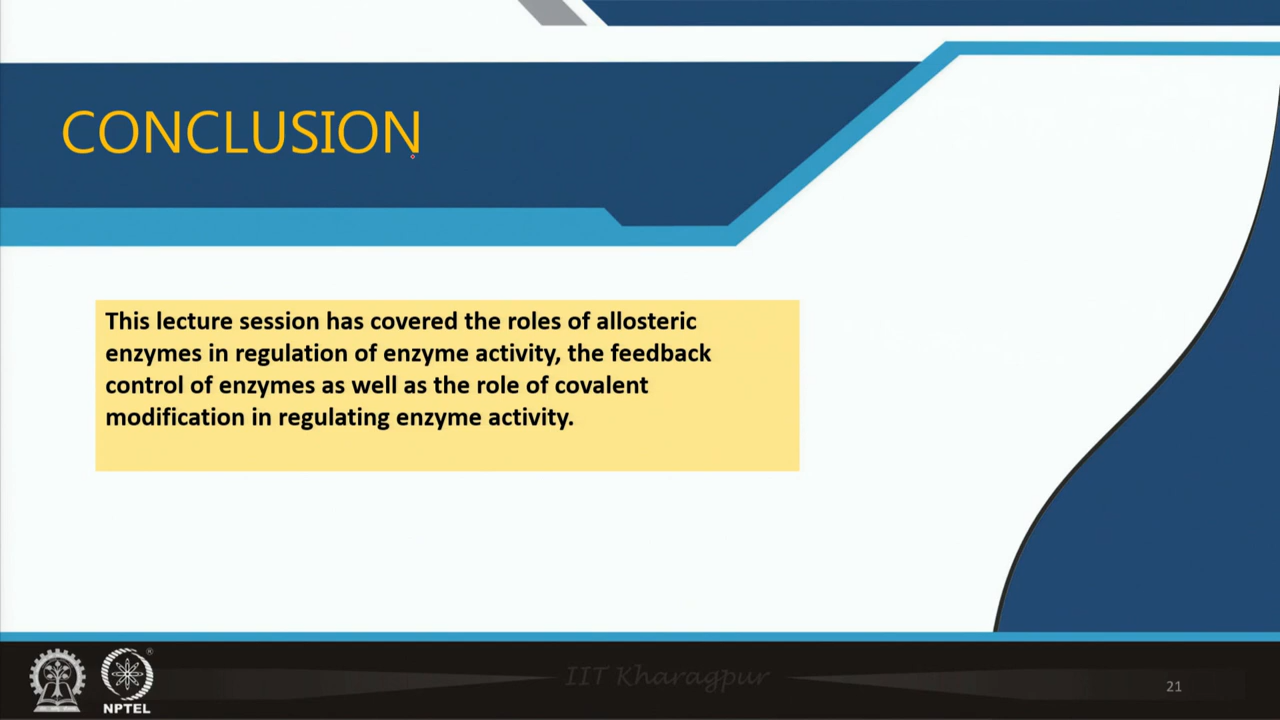 CONCLUSION
This lecture session has covered the roles of allosteric
enzymes in regulation of enzyme activity, the feedback
control of enzymes as well as the role of covalent
modification in regulating enzyme activity.
IIT Kharagpur
®
NPTEL
21